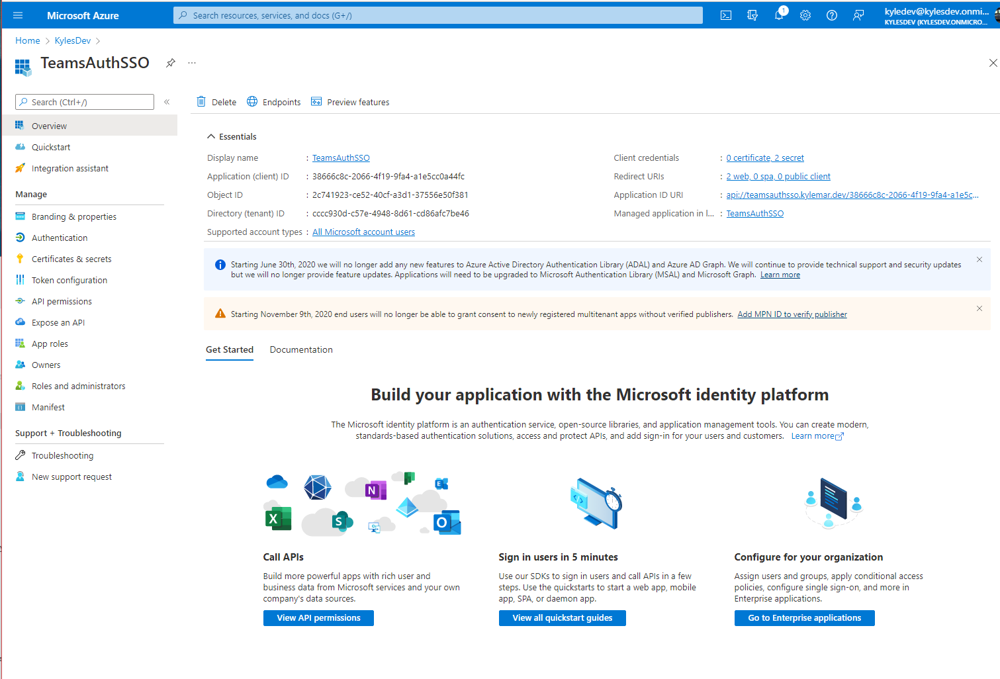 Microsoft Azure
Search resources, services, and docs (G+/)
1
kyledev@kylesdev.onmi...
KYLESDEV (KYLESDEV.ONMICRO...
Home > KylesDev >
TeamsAuthSSO
...
Search (Ctrl+/)
«
Delete
Endpoints
Preview features
Overview
Quickstart
Integration assistant
Manage
Branding & properties
Authentication
Certificates & secrets
Token configuration
API permissions
Expose an API
App roles
Owners
Roles and administrators
Manifest
Support + Troubleshooting
Troubleshooting
New support request
Essentials
Display name : TeamsAuthSSO
Application (client) ID : 38666c8c-2066-4f19-9fa4-a1e5cc0a44fc
Object ID : 2c741923-ce52-40cf-a3d1-37556e50f381
Directory (tenant) ID : cccc930d-c57e-4948-8d61-cd86afc7be46
Supported account types : All Microsoft account users
Client credentials : 0 certificate, 2 secret
Redirect URIs : 2 web, 0 spa, 0 public client
Application ID URI : api://teamsauthsso.kylemar.dev/38666c8c-2066-4f19-9fa4-a1e5c...
Managed application in l... : TeamsAuthSSO
Starting June 30th, 2020 we will no longer add any new features to Azure Active Directory Authentication Library (ADAL) and Azure AD Graph. We will continue to provide technical support and security updates
but we will no longer provide feature updates. Applications will need to be upgraded to Microsoft Authentication Library (MSAL) and Microsoft Graph. Learn more
Starting November 9th, 2020 end users will no longer be able to grant consent to newly registered multitenant apps without verified publishers. Add MPN ID to verify publisher
Get Started
Documentation
Build your application with the Microsoft identity platform
The Microsoft identity platform is an authentication service, open-source libraries, and application management tools. You can create modern,
standards-based authentication solutions, access and protect APIs, and add sign-in for your users and customers. Learn more
N
E
X
S
O
Call APIs
Build more powerful apps with rich user and
business data from Microsoft services and your own
company's data sources.
View API permissions
Sign in users in 5 minutes
Use our SDKs to sign in users and call APIs in a few
steps. Use the quickstarts to start a web app, mobile
app, SPA, or daemon app.
View all quickstart guides
Configure for your organization
Assign users and groups, apply conditional access
policies, configure single sign-on, and more in
Enterprise applications.
Go to Enterprise applications